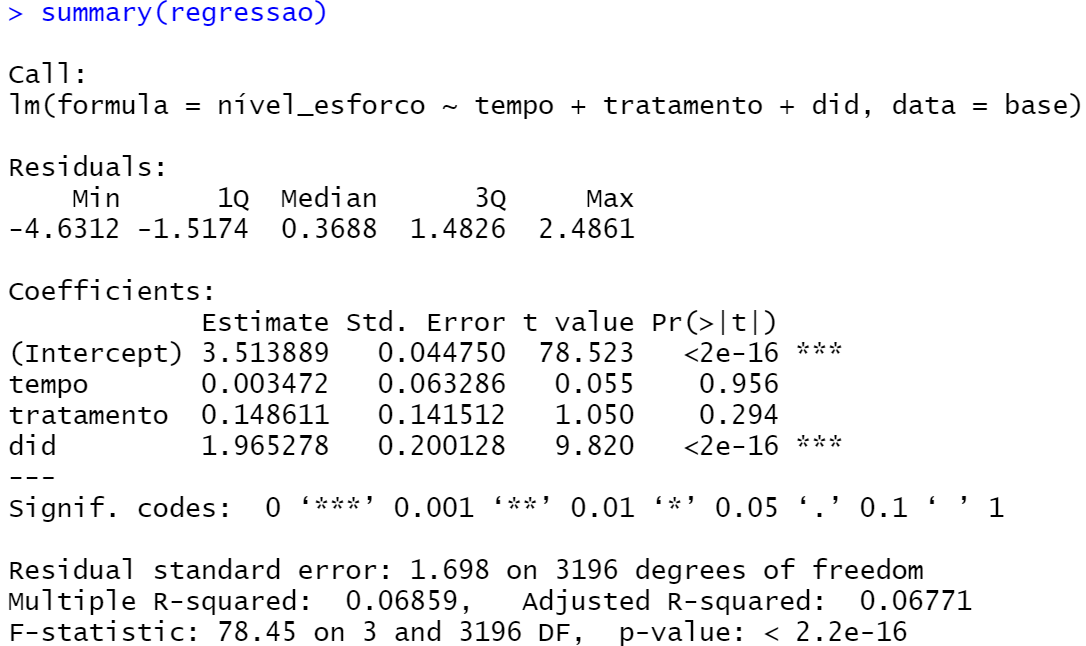 > summary(regressao)
Call:
lm(formula = nível_esforco ~ tempo + tratamento + did, data = base)
Residuals:
    Min      1Q  Median      3Q     Max
-4.6312 -1.5174  0.3688  1.4826  2.4861
Coefficients:
            Estimate Std. Error t value Pr(>|t|)
(Intercept) 3.513889   0.044750  78.523   <2e-16 ***
tempo       0.003472   0.063286   0.055    0.956
tratamento  0.148611   0.141512   1.050    0.294
did         1.965278   0.200128   9.820   <2e-16 ***
---
Signif. codes:  0 ‘***’ 0.001 ‘**’ 0.01 ‘*’ 0.05 ‘.’ 0.1 ‘ ’ 1
Residual standard error: 1.698 on 3196 degrees of freedom
Multiple R-squared:  0.06859,   Adjusted R-squared:  0.06771
F-statistic: 78.45 on 3 and 3196 DF,  p-value: < 2.2e-16